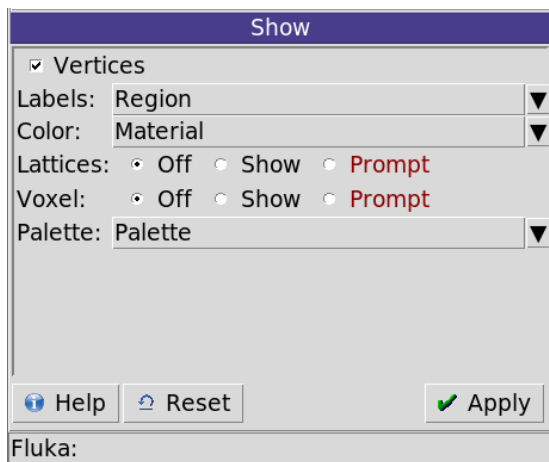 Show
Vertices
Labels: Region
Color: Material
Lattices: Off Show Prompt
Voxel: Off Show Prompt
Palette: Palette
Help Reset Apply
Fluka: